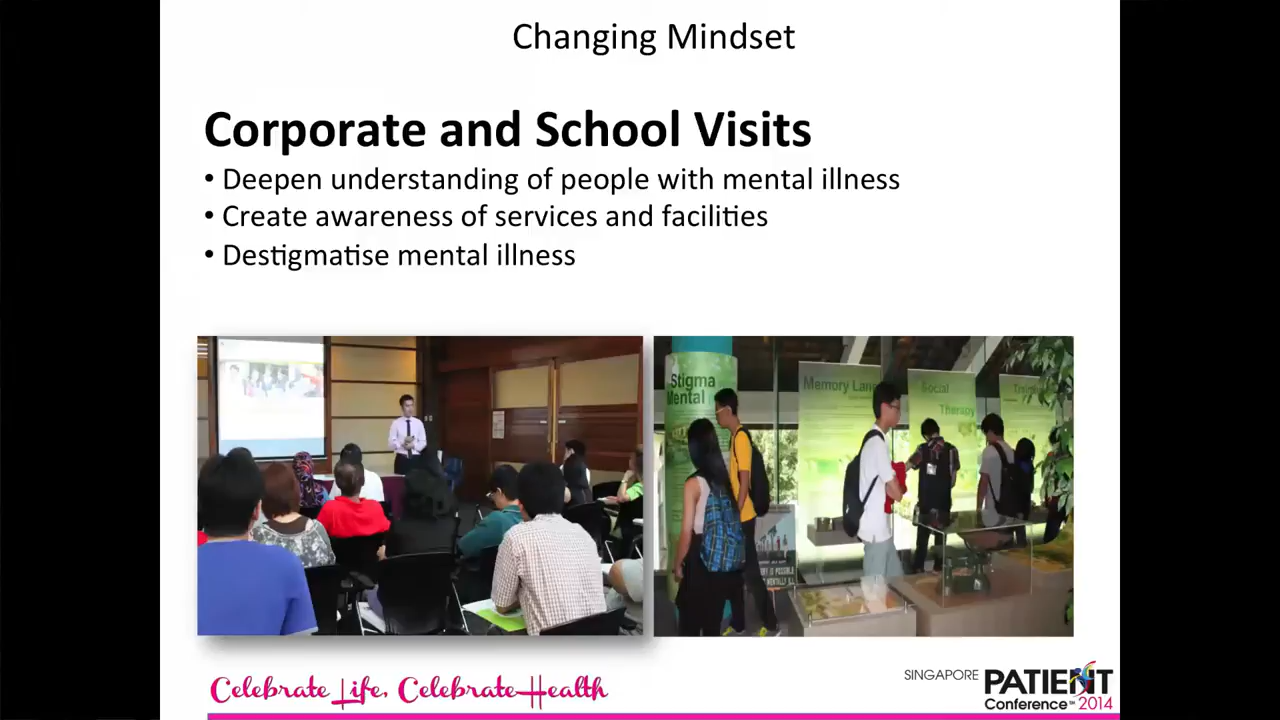 Changing Mindset
Corporate and School Visits
• Deepen understanding of people with mental illness
• Create awareness of services and facilities
• Destigmatise mental illness
Stigma
Mental
Memory Lane
Social
Therapy
Celebrate Life, Celebrate Health
SINGAPORE PATIENT
Conference℠ 2014